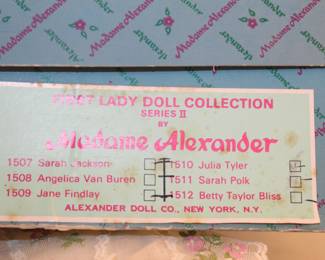 Madame Alexander
FIRST LADY DOLL COLLECTION
SERIES II
BY
Madame Alexander
1507 Sarah Jackson
1508 Angelica Van Buren
1509 Jane Findlay
1510 Julia Tyler
1511 Sarah Polk
1512 Betty Taylor Bliss
ALEXANDER DOLL CO., NEW YORK, N.Y.